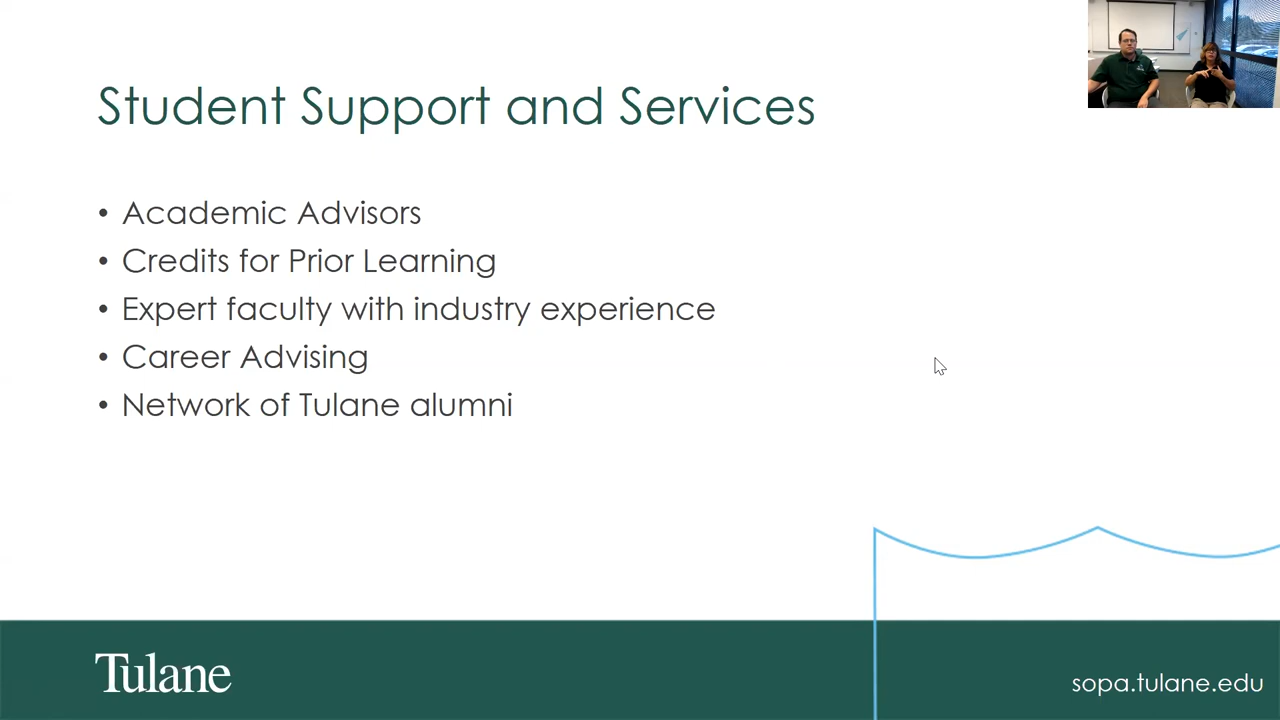 Student Support and Services
• Academic Advisors
• Credits for Prior Learning
• Expert faculty with industry experience
• Career Advising
• Network of Tulane alumni
Tulane
sopa.tulane.edu